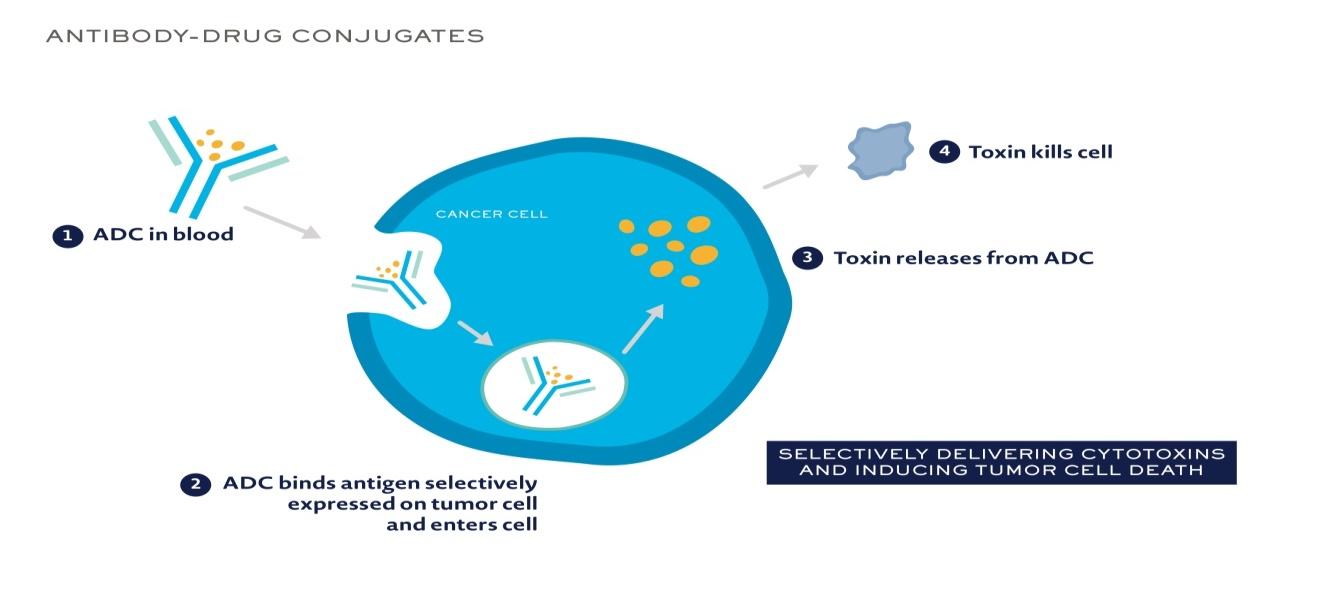 ANTIBODY-DRUG CONJUGATES
1 ADC in blood
CANCER CELL
4 Toxin kills cell
3 Toxin releases from ADC
2 ADC binds antigen selectively
expressed on tumor cell
and enters cell
SELECTIVELY DELIVERING CYTOTOXINS
AND INDUCING TUMOR CELL DEATH